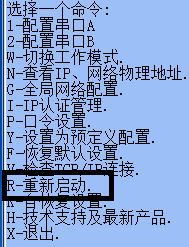 选择一个命令:
1-配置串口A
2-配置串口B
W-切换工作模式.
N-查看IP、网络物理地址.
G-全局网络配置.
I-IP认证管理.
P-口令设置.
Y-设置为预定义配置.
F-恢复默认设置.
T-检查TCP/IP连接.
R-重新启动.
K-自恢复设置.
H-技术支持及最新产品.
X-退出.